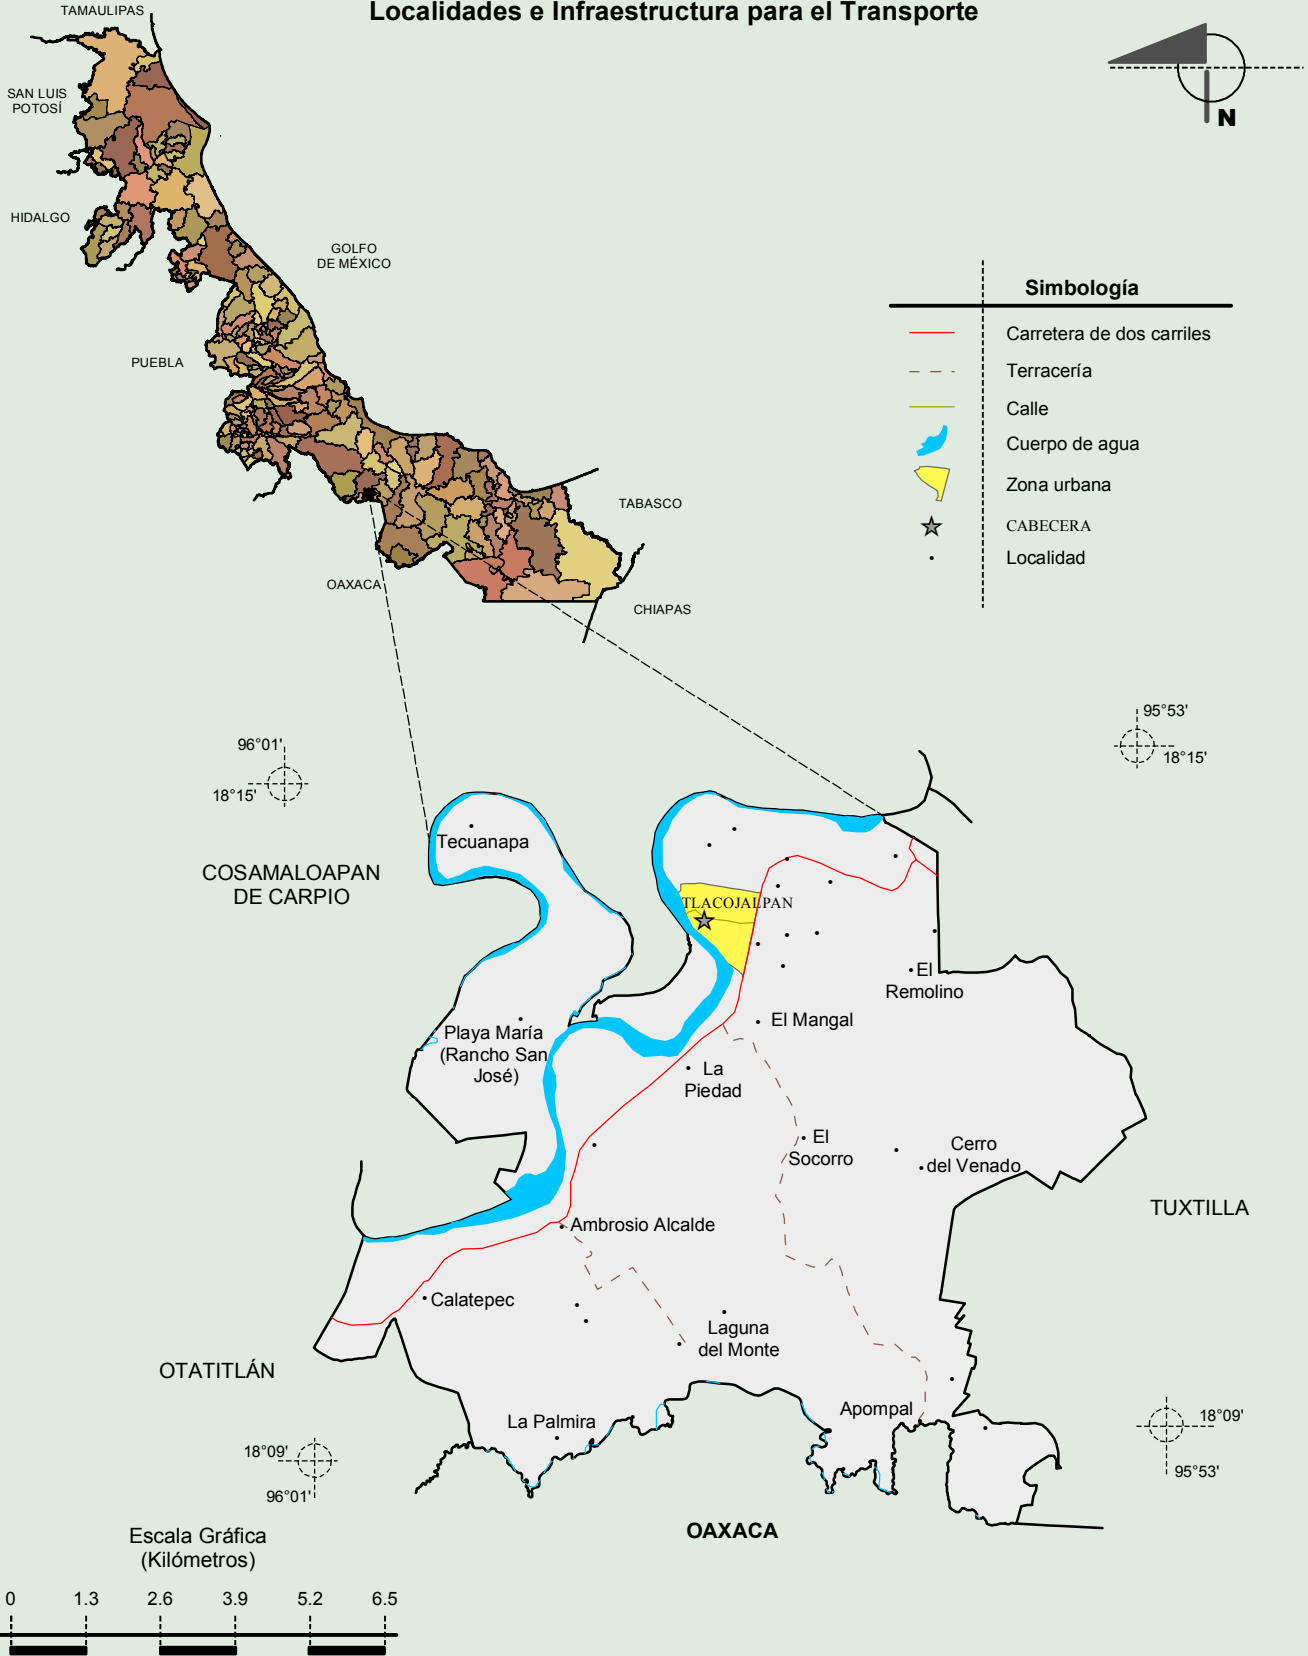 Localidades e Infraestructura para el Transporte
TAMAULIPAS
SAN LUIS
POTOSÍ
HIDALGO
GOLFO
DE MÉXICO
PUEBLA
TABASCO
OAXACA
CHIAPAS
N
Simbología
Carretera de dos carriles
Terracería
Calle
Cuerpo de agua
Zona urbana
CABECERA
Localidad
96°01'
18°15'
95°53'
18°15'
COSAMALOAPAN
DE CARPIO
Tecuanapa
TLACOJALPAN
El
Remolino
El Mangal
Playa María
(Rancho San
José)
La
Piedad
El
Socorro
Cerro
del Venado
TUXTILLA
Ambrosio Alcalde
Calatepec
Laguna
del Monte
OTATITLÁN
La Palmira
Apompal
18°09'
96°01'
18°09'
95°53'
OAXACA
Escala Gráfica
(Kilómetros)
0 1.3 2.6 3.9 5.2 6.5